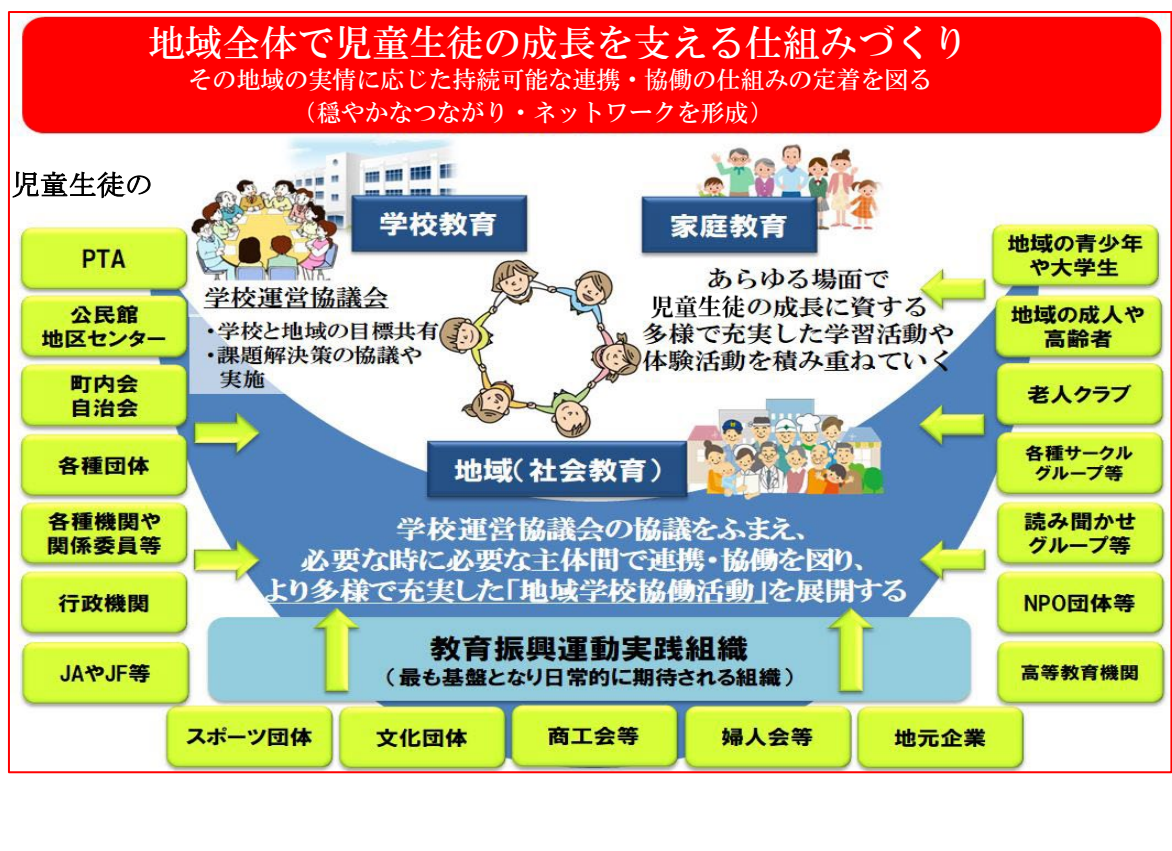 地域全体で児童生徒の成長を支える仕組みづくり
その地域の実情に応じた持続可能な連携・協働の仕組みの定着を図る
（穏やかなつながり・ネットワークを形成）
児童生徒の
学校教育
家庭教育
PTA
公民館
地区センター
町内会
自治会
各種団体
各種機関や
関係委員等
行政機関
JAやJF等
学校運営協議会
・学校と地域の目標共有
・課題解決策の協議や
実施
あらゆる場面で
児童生徒の成長に資する
多様で充実した学習活動や
体験活動を積み重ねていく
地域の青少年
や大学生
地域の成人や
高齢者
老人クラブ
各種サークル
グループ等
読み聞かせ
グループ等
NPO団体等
高等教育機関
地域（社会教育）
学校運営協議会の協議をふまえ、
必要な時に必要な主体間で連携・協働を図り、
より多様で充実した「地域学校協働活動」を展開する
教育振興運動実践組織
（最も基盤となり日常的に期待される組織）
スポーツ団体
文化団体
商工会等
婦人会等
地元企業